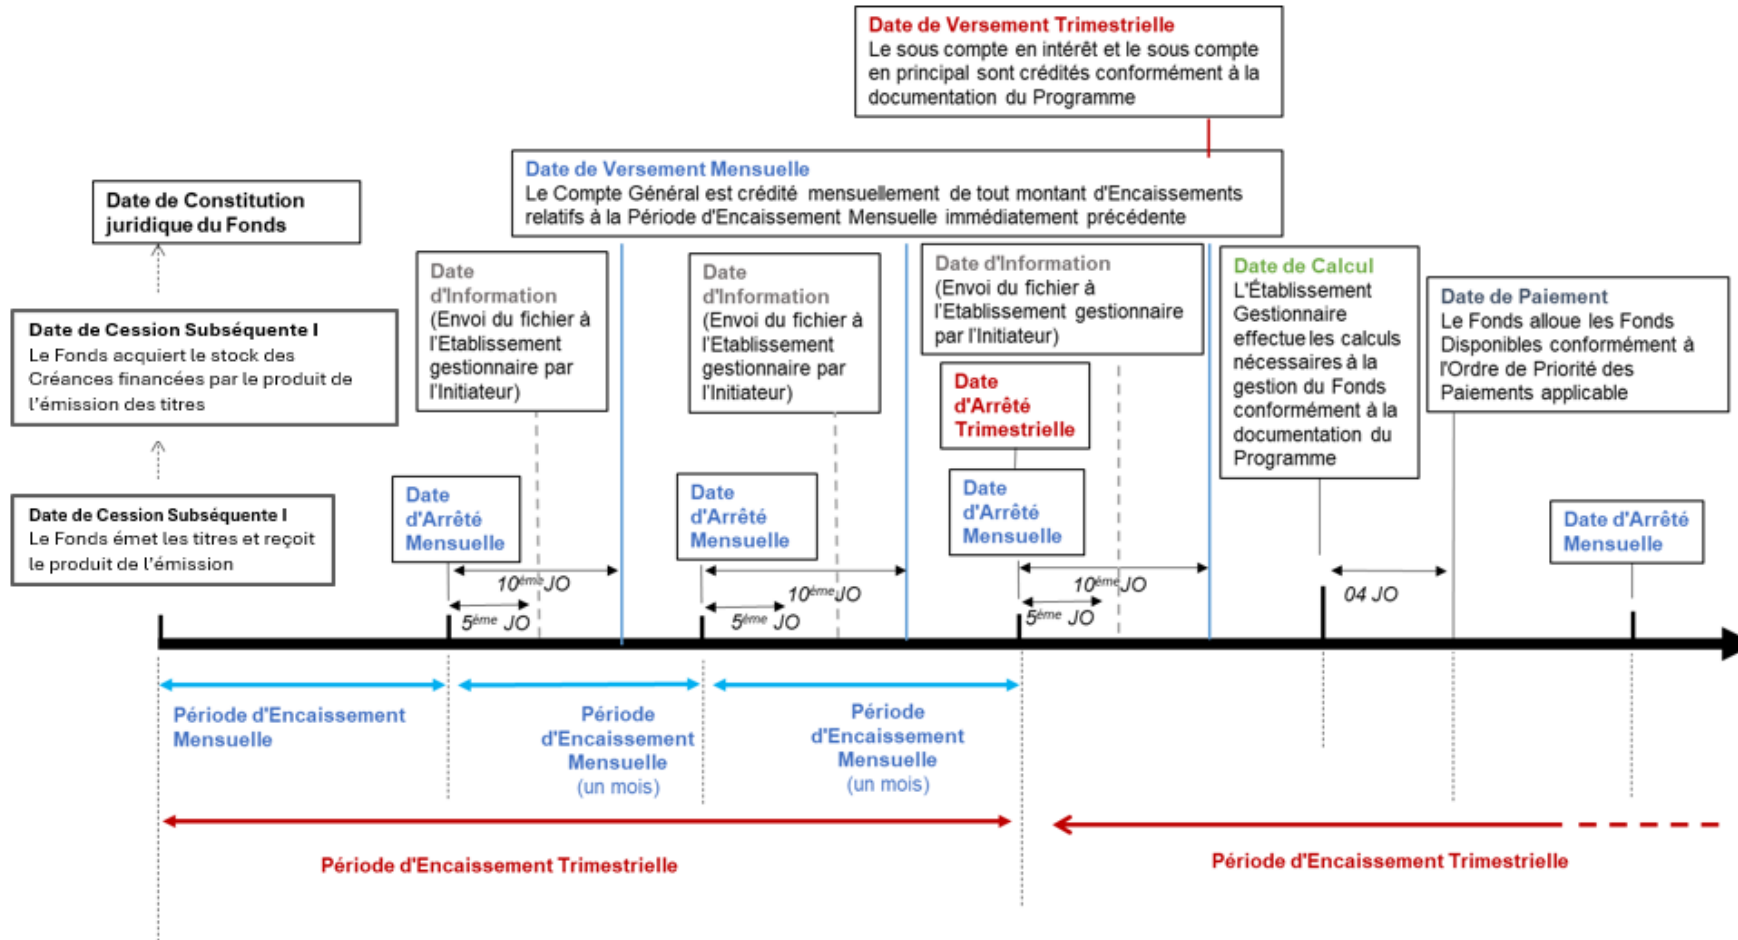 Date de Versement Trimestrielle
Le sous compte en intérêt et le sous compte
en principal sont crédités conformément à la
documentation du Programme
Date de Versement Mensuelle
Le Compte Général est crédité mensuellement de tout montant d'Encaissements
relatifs à la Période d'Encaissement Mensuelle immédiatement précédente
Date de Constitution
juridique du Fonds
Date de Cession Subséquente I
Le Fonds acquiert le stock des
Créances financées par le produit de
l'émission des titres
Date de Cession Subséquente I
Le Fonds émet les titres et reçoit
le produit de l'émission
Date
d'Information
(Envoi du fichier à
l'Etablissement
gestionnaire par
l'Initiateur)
Date
d'Information
(Envoi du fichier à
l'Etablissement
gestionnaire par
l'Initiateur)
Date d'Information
(Envoi du fichier à
l'Etablissement gestionnaire
par l'Initiateur)
Date de Calcul
L'Établissement
Gestionnaire
effectue les calculs
nécessaires à la
gestion du Fonds
conformément à la
documentation du
Programme
Date de Paiement
Le Fonds alloue les Fonds
Disponibles conformément à
l'Ordre de Priorité des
Paiements applicable
Date
d'Arrêté
Trimestrielle
Date
d'Arrêté
Mensuelle
Date
d'Arrêté
Mensuelle
Date
d'Arrêté
Mensuelle
Date d'Arrêté
Mensuelle
10ème JO
5ème JO
10ème JO
5ème JO
10ème JO
5ème JO
04 JO
Période d'Encaissement
Mensuelle
Période
d'Encaissement
Mensuelle
(un mois)
Période
d'Encaissement
Mensuelle
(un mois)
Période d'Encaissement Trimestrielle
Période d'Encaissement Trimestrielle